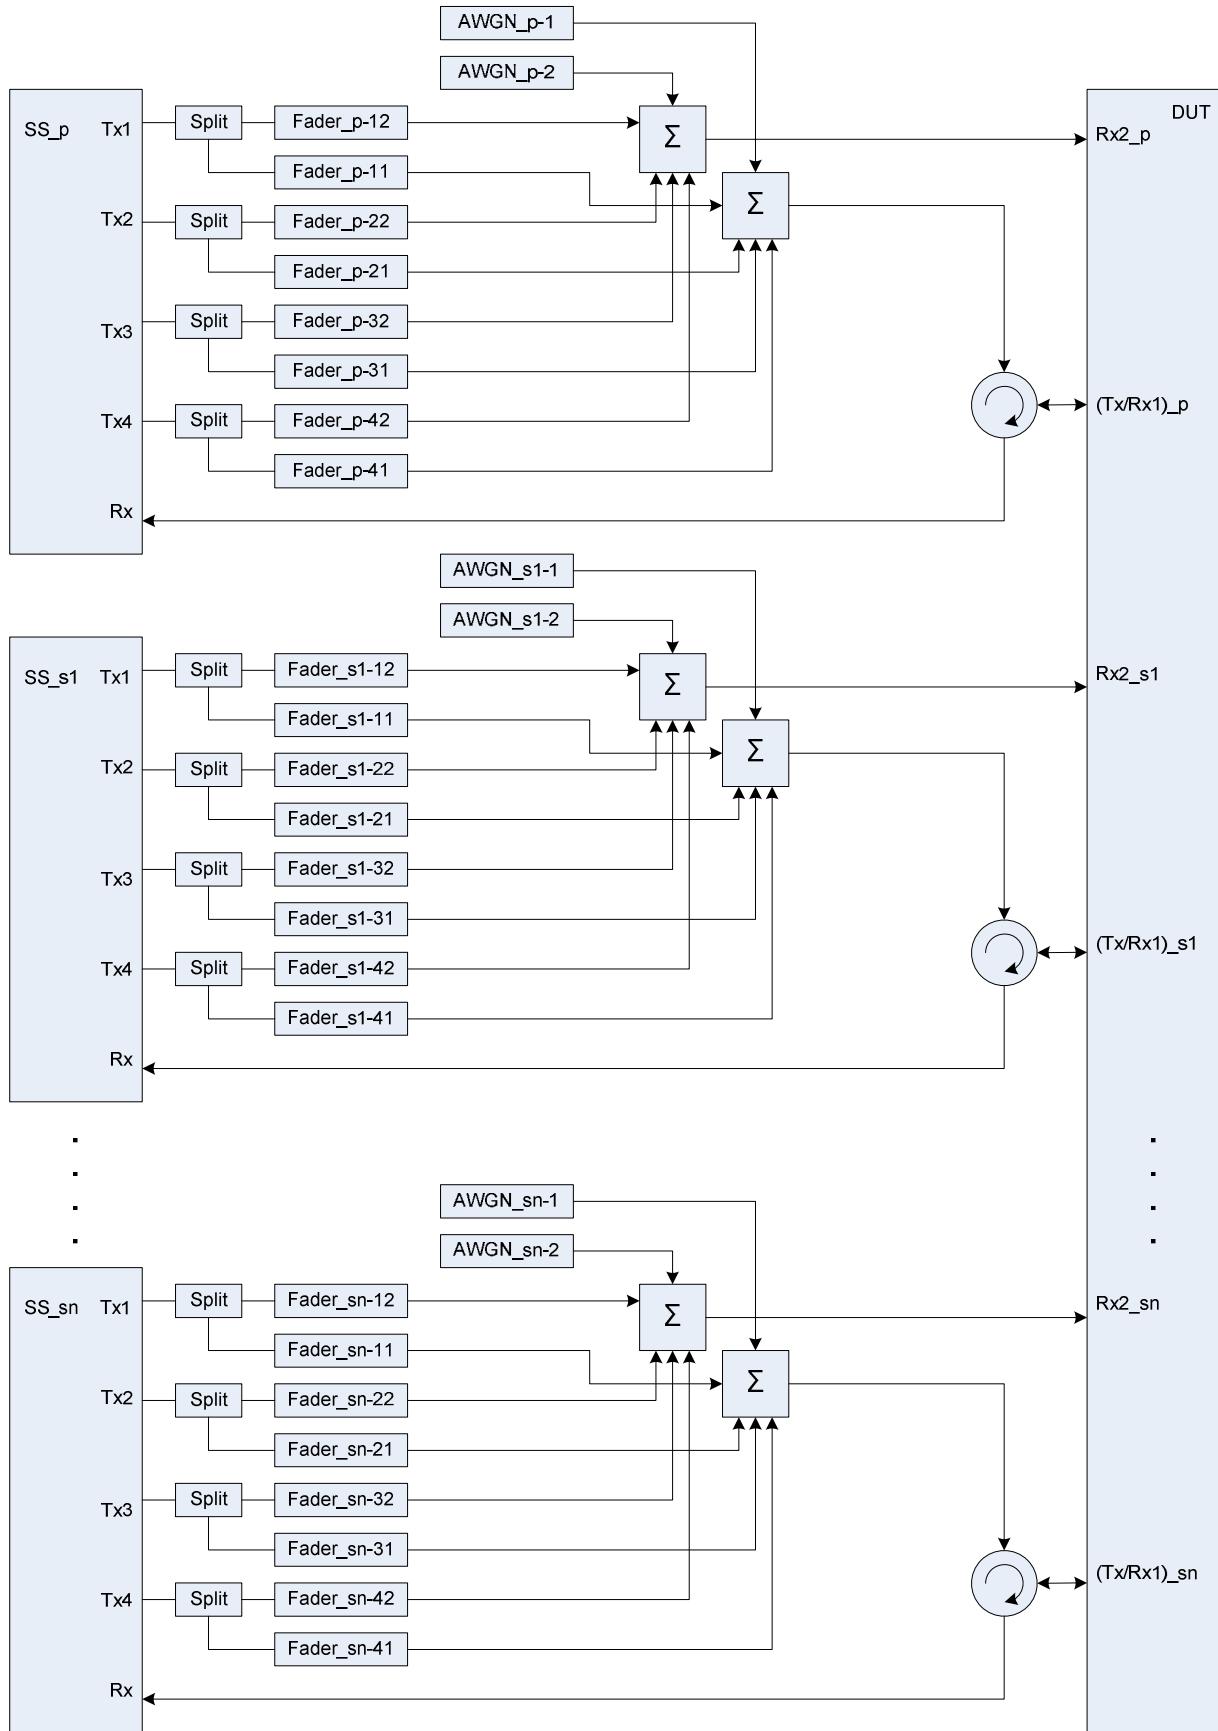 AWGN_p-1
AWGN_p-2
DUT
SS_p
Tx1
Split
Fader_p-12
Σ
Rx2_p
Fader_p-11
Tx2
Split
Fader_p-22
Σ
Fader_p-21
Tx3
Split
Fader_p-32
Fader_p-31
Tx4
Split
Fader_p-42
(Tx/Rx1)_p
Fader_p-41
Rx
AWGN_s1-1
AWGN_s1-2
SS_s1
Tx1
Split
Fader_s1-12
Σ
Rx2_s1
Fader_s1-11
Tx2
Split
Fader_s1-22
Σ
Fader_s1-21
Tx3
Split
Fader_s1-32
Fader_s1-31
Tx4
Split
Fader_s1-42
(Tx/Rx1)_s1
Fader_s1-41
Rx
AWGN_sn-1
AWGN_sn-2
SS_sn
Tx1
Split
Fader_sn-12
Σ
Rx2_sn
Fader_sn-11
Tx2
Split
Fader_sn-22
Σ
Fader_sn-21
Tx3
Split
Fader_sn-32
Fader_sn-31
Tx4
Split
Fader_sn-42
(Tx/Rx1)_sn
Fader_sn-41
Rx